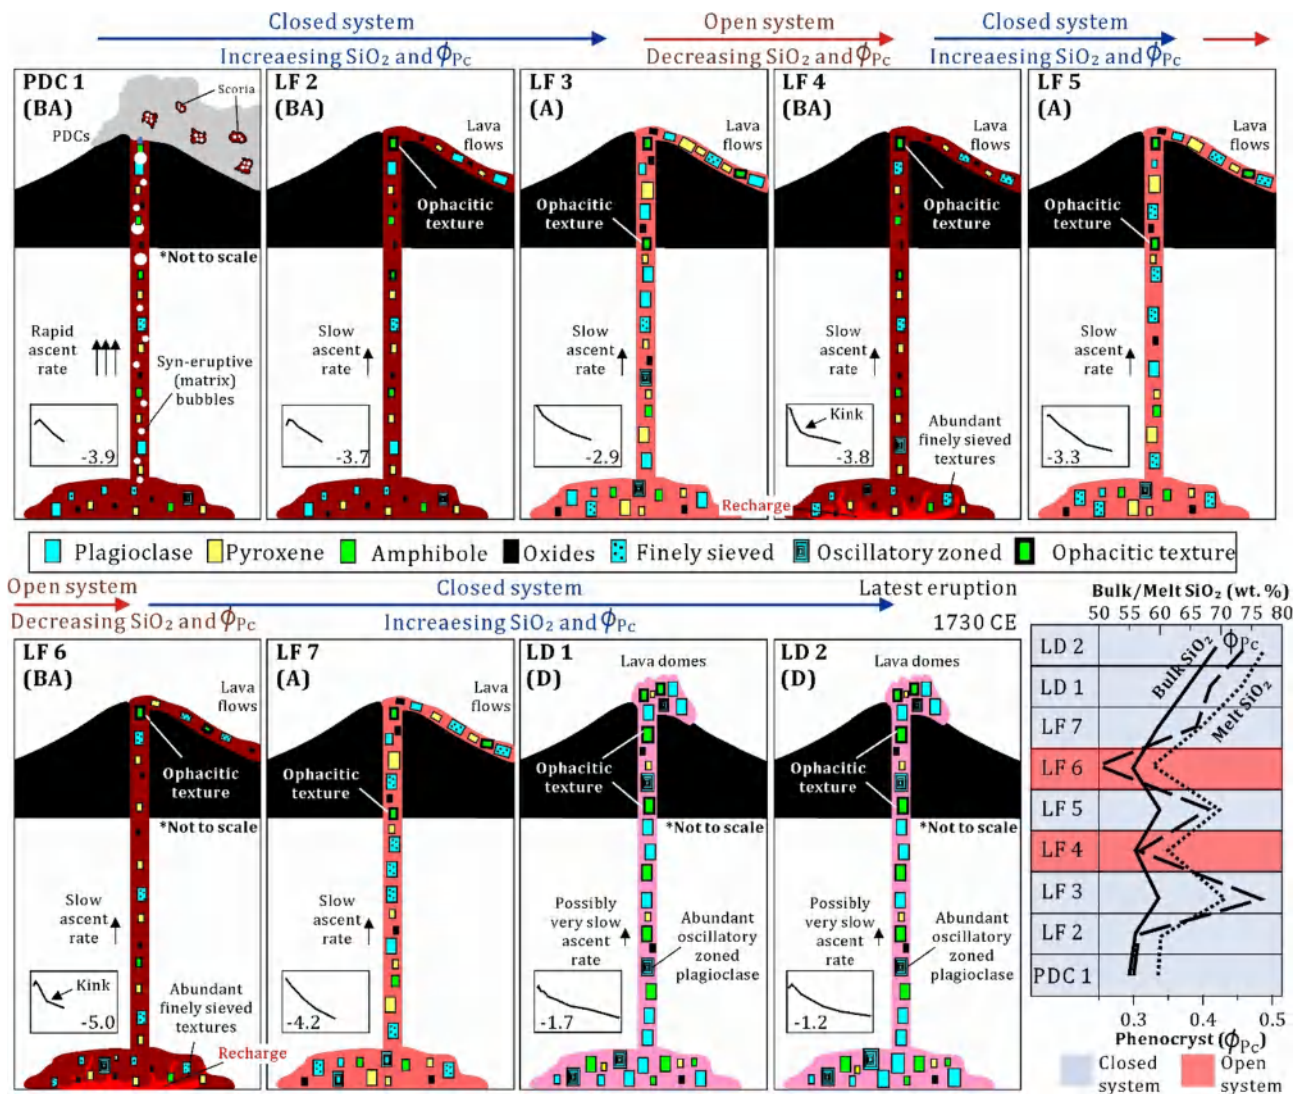 Closed system
Open system
Closed system
Increaesing SiO₂ and ϕPc
Decreasing SiO₂ and ϕPc
Increaesing SiO₂ and ϕPc
PDC 1
(BA)
Scoria
PDCs
*Not to scale
Rapid
ascent
rate
Syn-eruptive
(matrix)
bubbles
-3.9
LF 2
(BA)
Lava
flows
Ophacitic
texture
Slow
ascent
rate
-3.7
LF 3
(A)
Lava
flows
Ophacitic
texture
Slow
ascent
rate
-2.9
LF 4
(BA)
Lava
flows
Ophacitic
texture
Slow
ascent
rate
Kink
-3.8
Abundant
finely sieved
textures
Recharge
LF 5
(A)
Lava
flows
Ophacitic
texture
Slow
ascent
rate
-3.3
Plagioclase
Pyroxene
Amphibole
Oxides
Finely sieved
Oscillatory zoned
Ophacitic texture
Open system
Closed system
Latest eruption
Decreasing SiO₂ and ϕPc
Increaesing SiO₂ and ϕPc
1730 CE
LF 6
(BA)
Lava
flows
Ophacitic
texture
*Not to scale
Slow
ascent
rate
Kink
-5.0
Abundant
finely sieved
textures
Recharge
LF 7
(A)
Lava
flows
Ophacitic
texture
Slow
ascent
rate
-4.2
LD 1
(D)
Lava domes
Ophacitic
texture
*Not to scale
Possibly
very slow
ascent
rate
Abundant
oscillatory
zoned
plagioclase
-1.7
LD 2
(D)
Lava domes
Ophacitic
texture
*Not to scale
Possibly
very slow
ascent
rate
Abundant
oscillatory
zoned
plagioclase
-1.2
Bulk/Melt SiO₂ (wt. %)
50 55 60 65 70 75 80
LD 2
LD 1
LF 7
LF 6
LF 5
LF 4
LF 3
LF 2
PDC 1
Bulk SiO₂
ϕPc
Melt SiO₂
0.3 0.4 0.5
Phenocryst (ϕPc)
Closed
system
Open
system